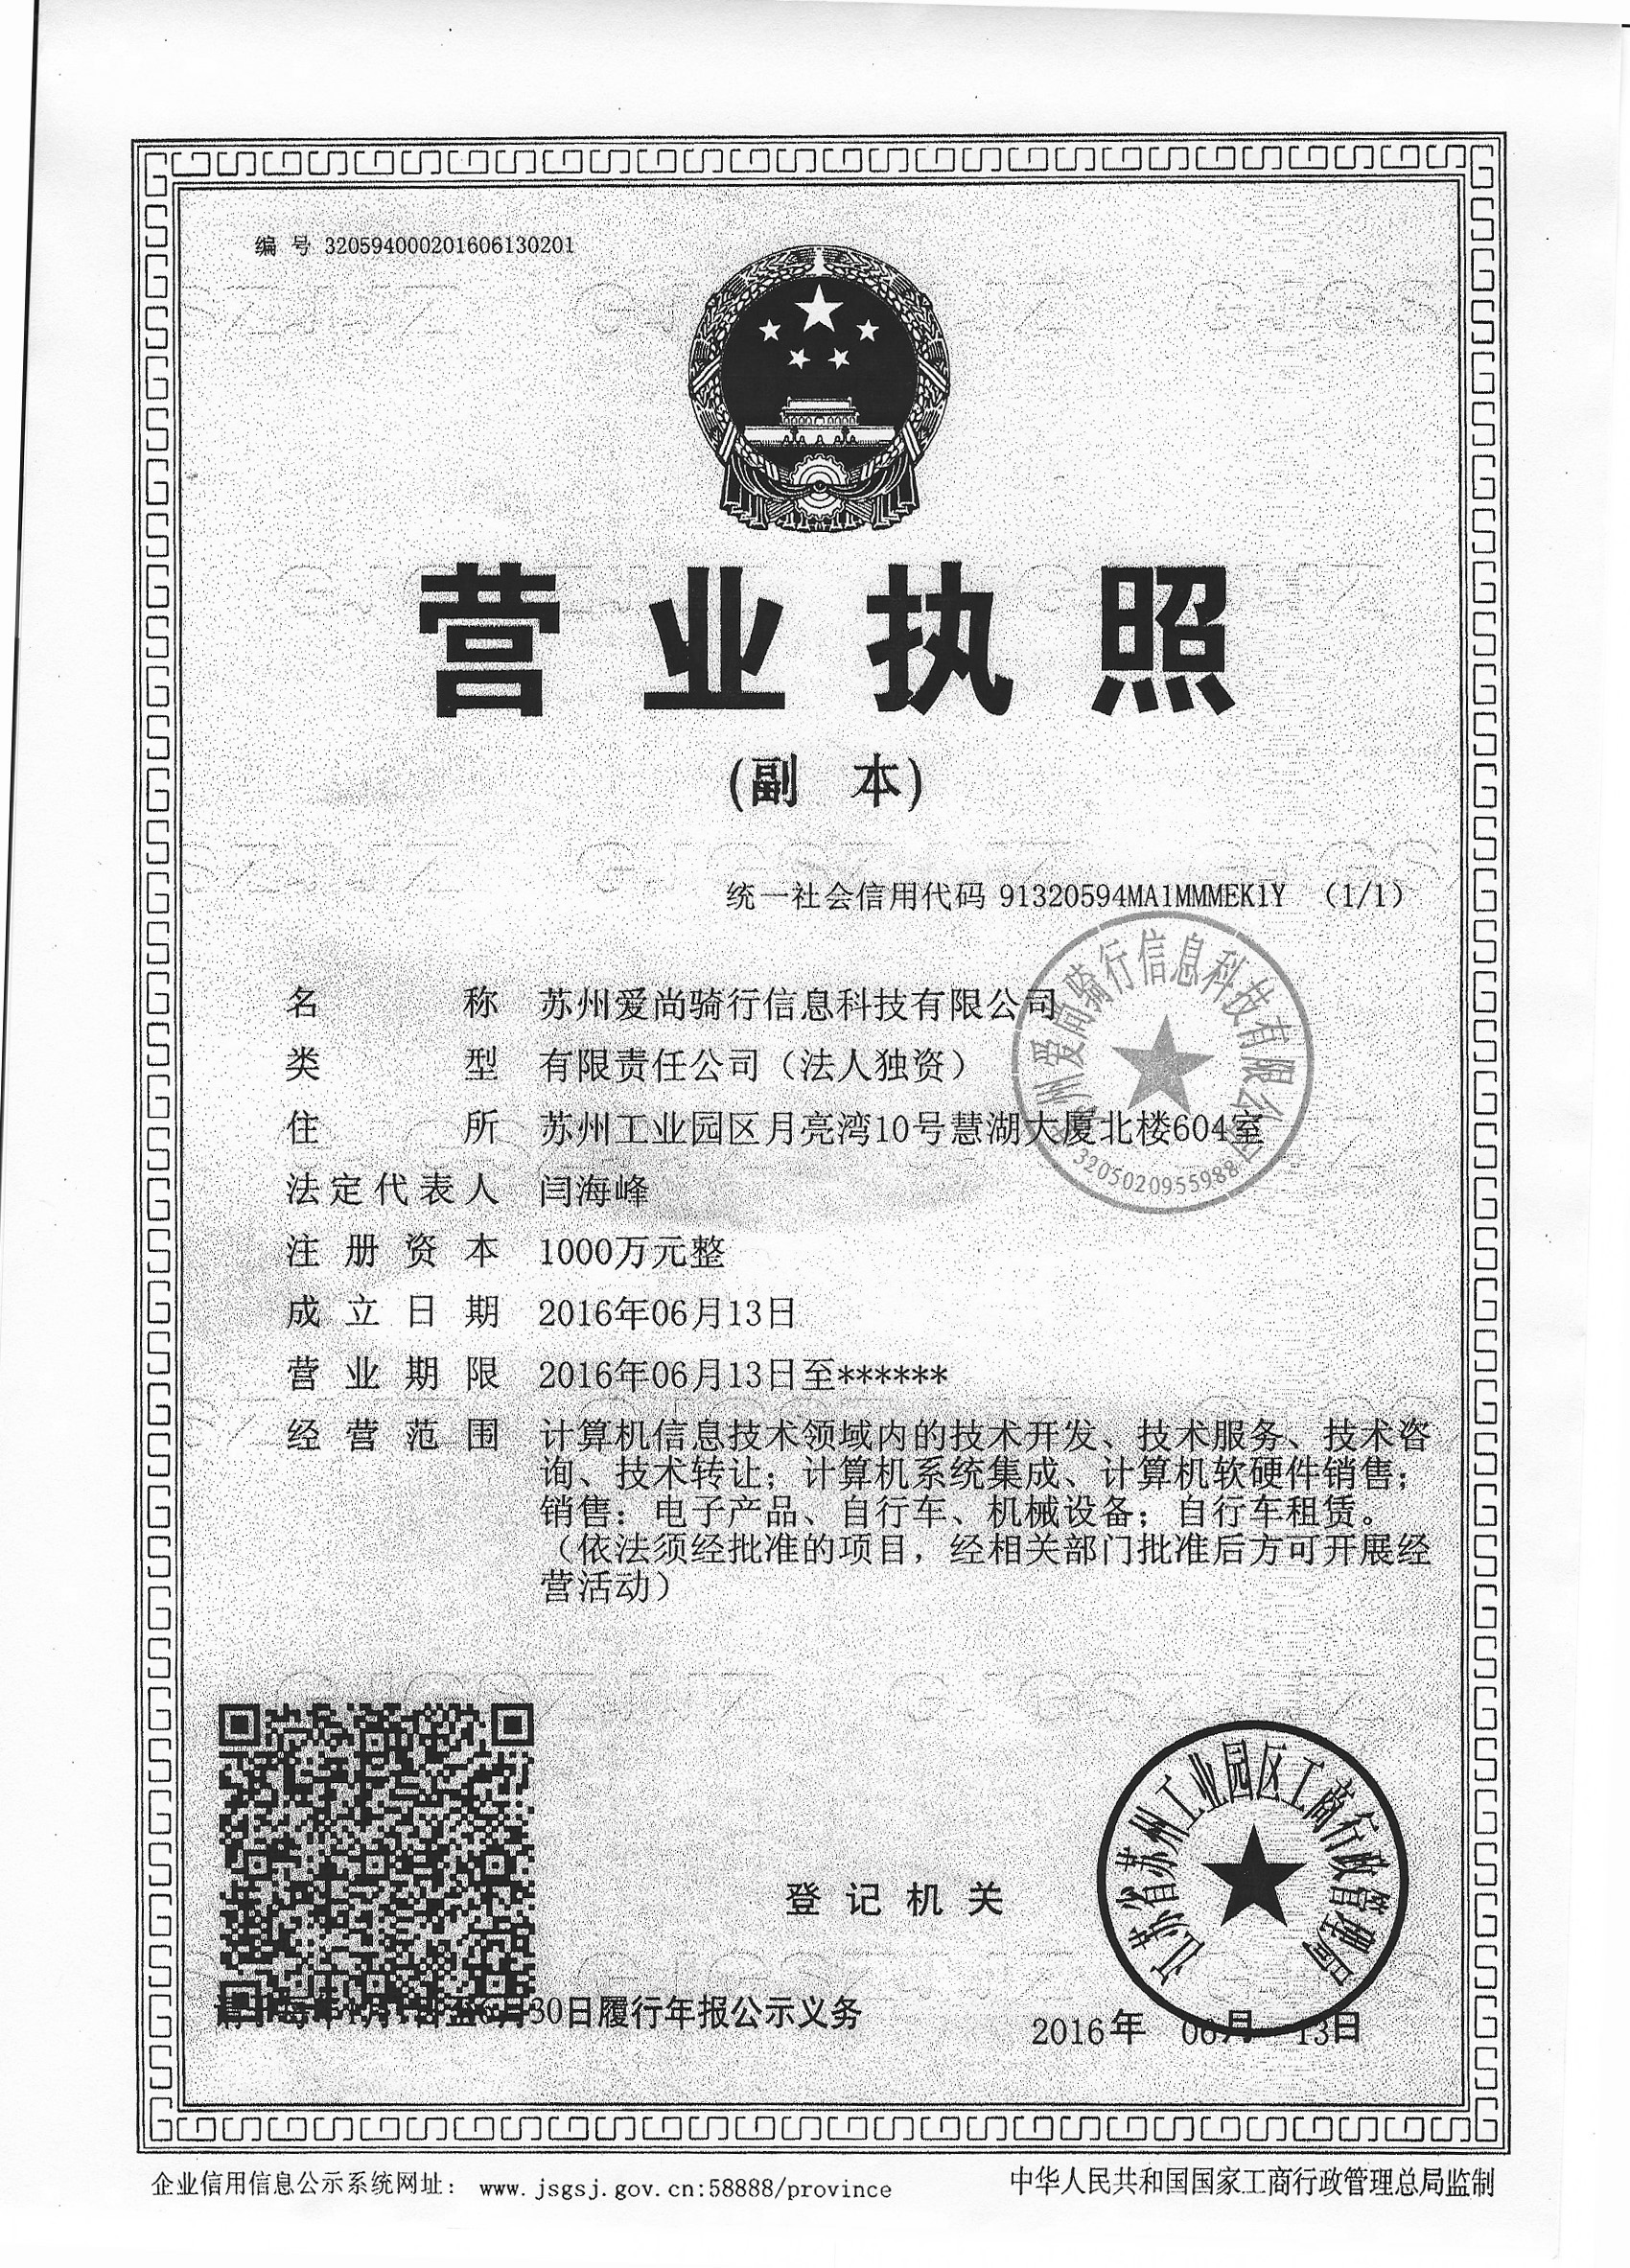 编 号 320594000201606130201
营业执照
(副 本)
统一社会信用代码 91320594MA1MMMEK1Y （1/1）
名 称 苏州爱尚骑行信息科技有限公司
类 型 有限责任公司（法人独资）
住 所 苏州工业园区月亮湾10号慧湖大厦北楼604室
法定代表人 闫海峰
注册资本 1000万元整
成立日期 2016年06月13日
营业期限 2016年06月13日至******
经营范围 计算机信息技术领域内的技术开发、技术服务、技术咨
询、技术转让；计算机系统集成、计算机软硬件销售；
销售：电子产品、自行车、机械设备；自行车租赁。
（依法须经批准的项目，经相关部门批准后方可开展经
营活动）
苏州爱尚骑行信息科技有限公司
3205020955988
江苏省苏州工业园区工商行政管理局
登记机关
30日履行年报公示义务
2016年 06月 13日
企业信用信息公示系统网址： www.jsgsj.gov.cn:58888/province
中华人民共和国国家工商行政管理总局监制